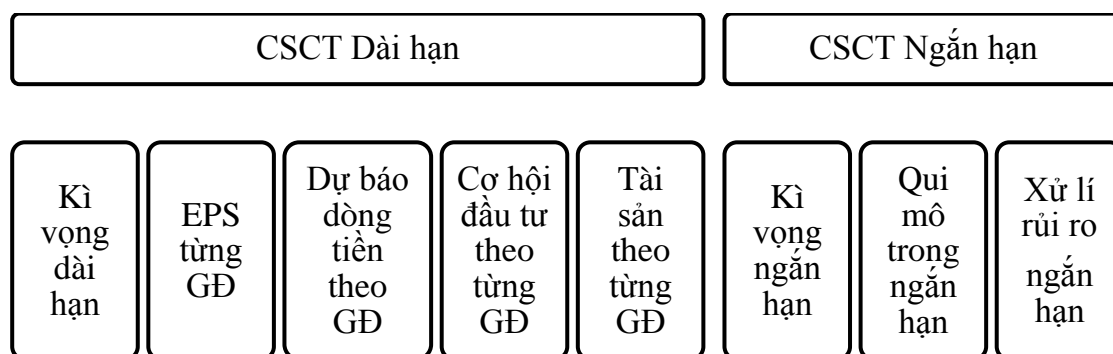 CSCT Dài hạn
CSCT Ngắn hạn
Kì
vọng
dài
hạn
EPS
từng
GĐ
Dự báo
dòng
tiền
theo
GĐ
Cơ hội
đầu tư
theo
từng
GĐ
Tài
sản
theo
từng
GĐ
Kì
vọng
ngắn
hạn
Qui
mô
trong
ngắn
hạn
Xử lí
rủi ro
ngắn
hạn